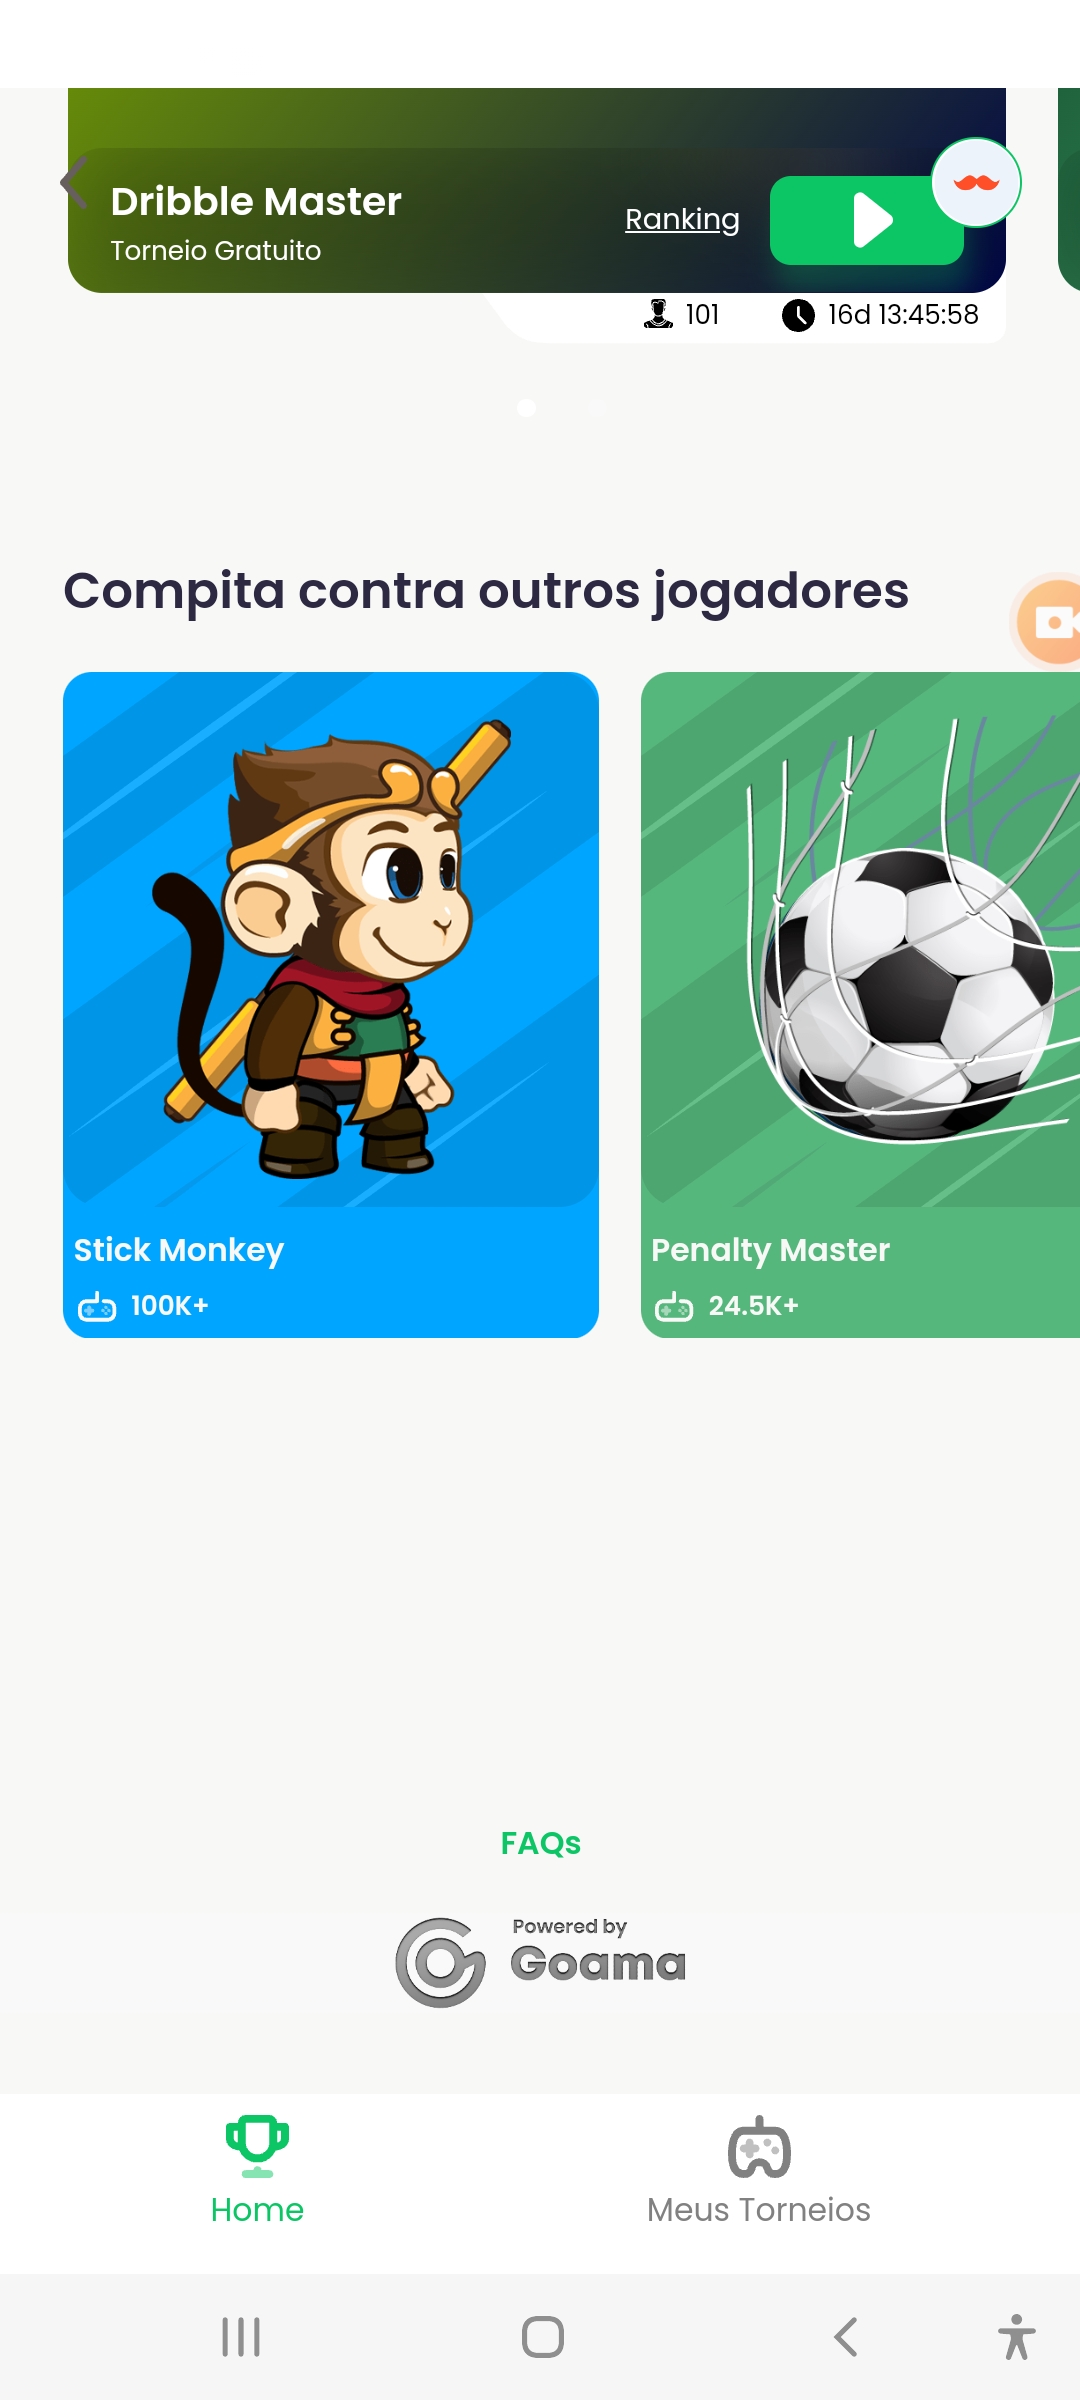 Dribble Master
Torneio Gratuito
Ranking
101
16d 13:45:58
Compita contra outros jogadores
Stick Monkey
100K+
Penalty Master
24.5K+
FAQs
Powered by
Goama
Home
Meus Torneios